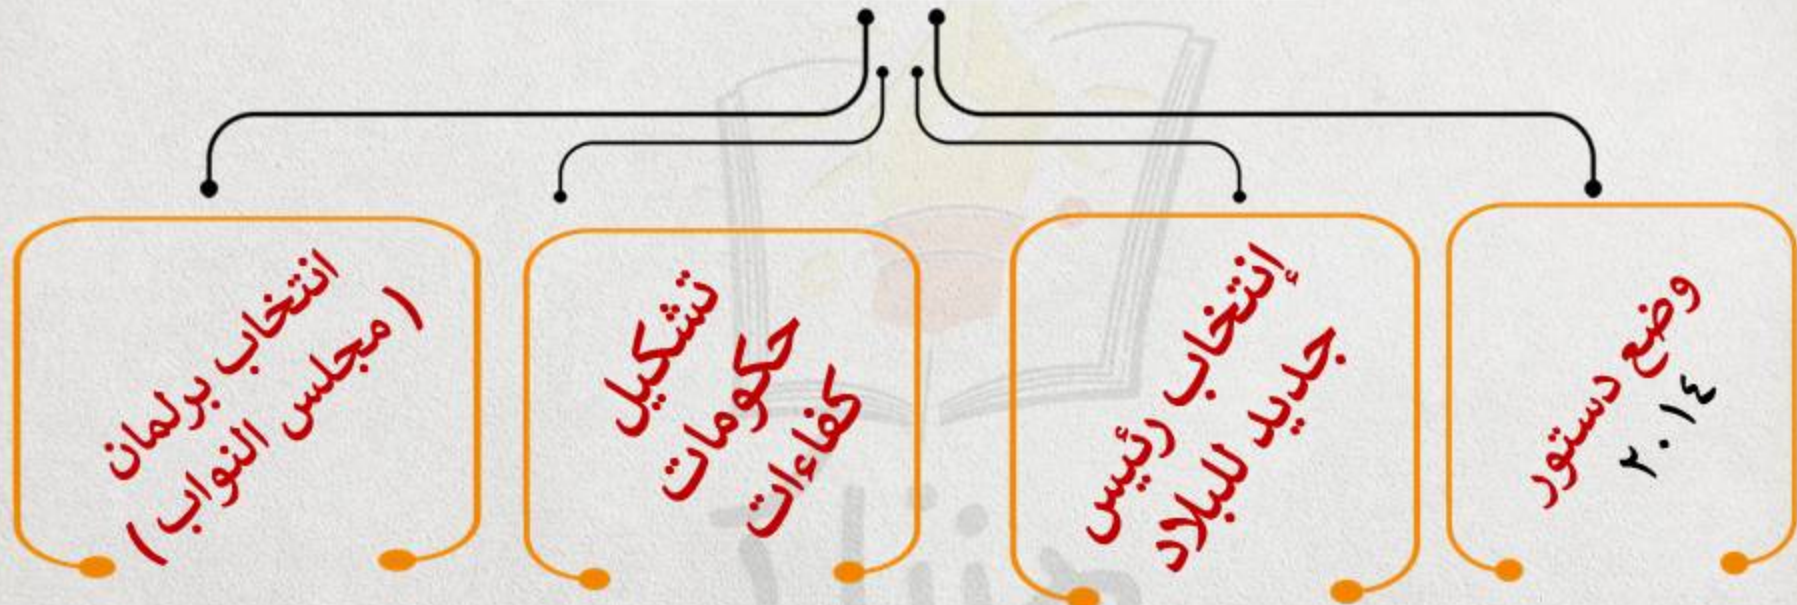 وضع دستور
٢٠١٤
إنتخاب رئيس
جديد للبلاد
تشكيل
حكومات
كفاءات
انتخاب برلمان
( مجلس النواب )